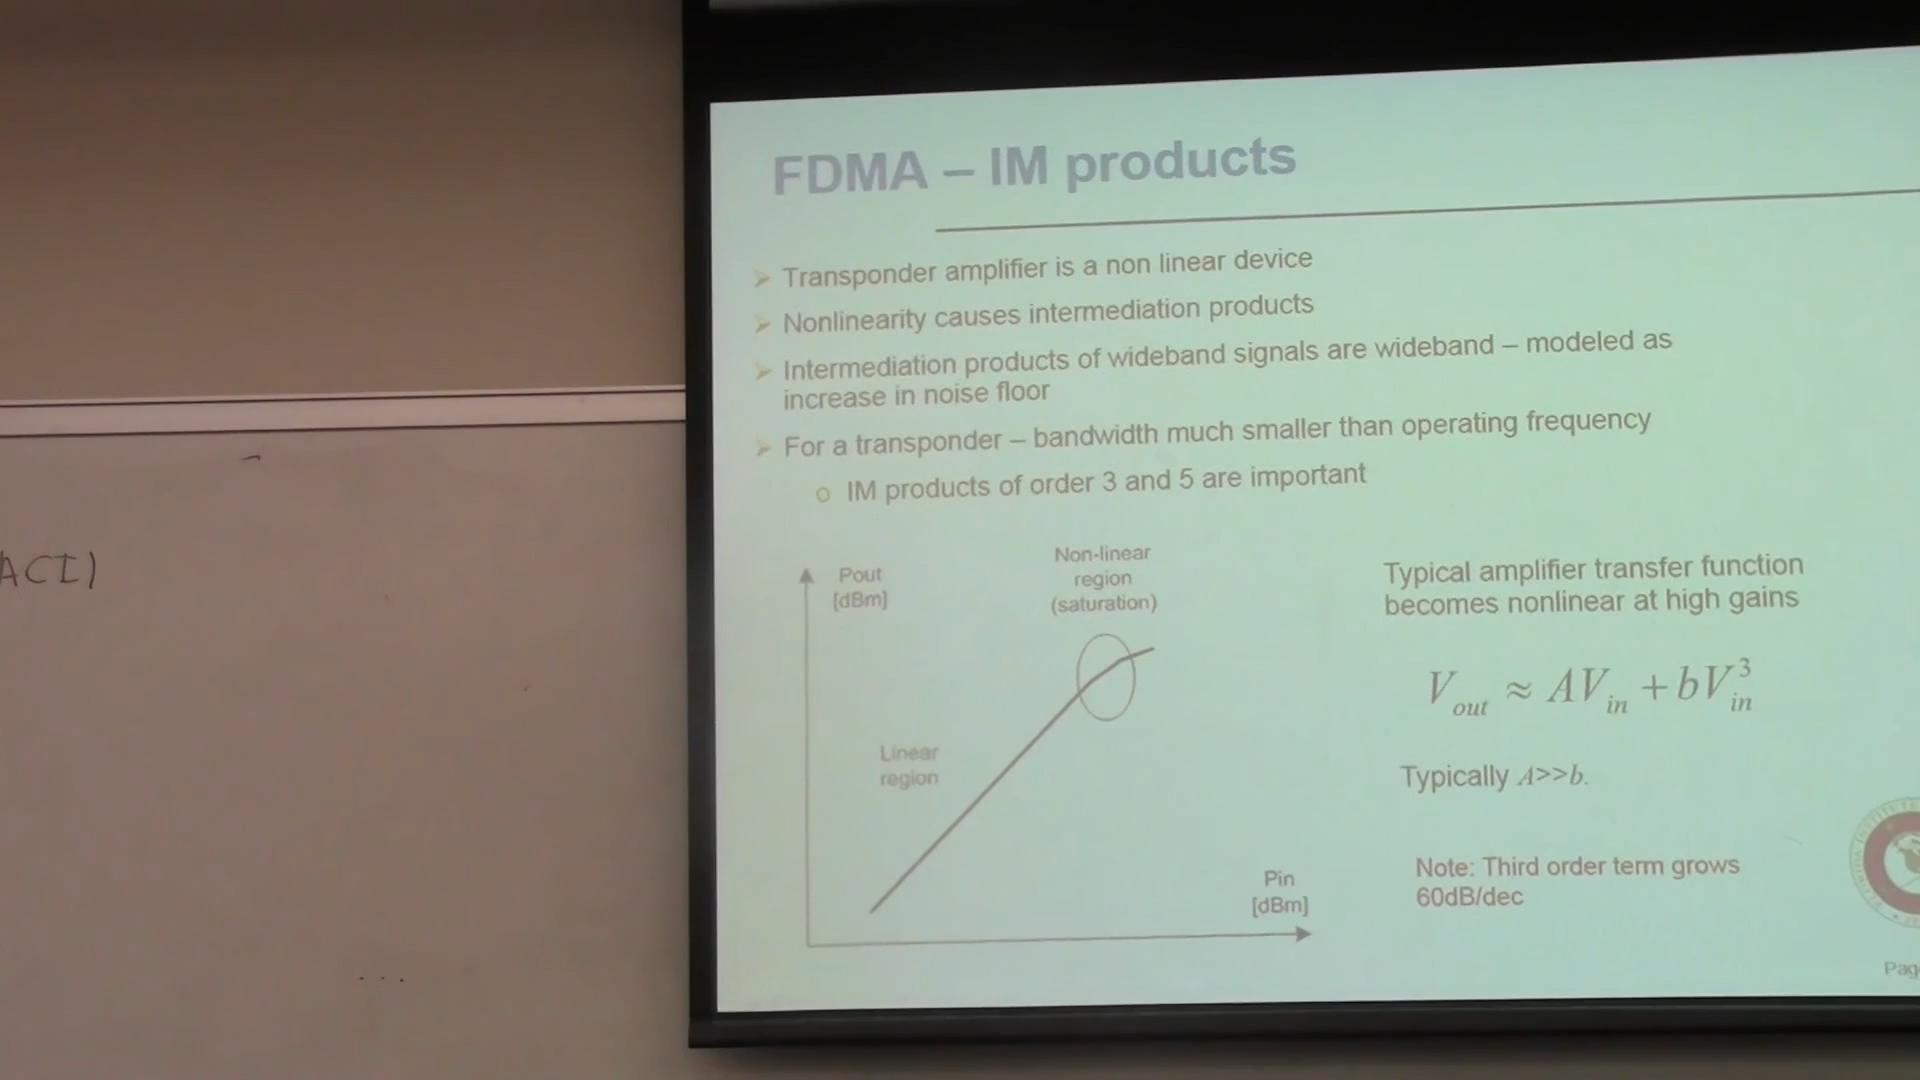 FDMA – IM products
Transponder amplifier is a non linear device
Nonlinearity causes intermediation products
Intermediation products of wideband signals are wideband – modeled as
increase in noise floor
For a transponder – bandwidth much smaller than operating frequency
o IM products of order 3 and 5 are important
ACI)
Pout
[dBm]
Non-linear
region
(saturation)
Linear
region
Pin
[dBm]
Typical amplifier transfer function
becomes nonlinear at high gains
V_out ≈ AV_in + bV_in^3
Typically A>>b.
Note: Third order term grows
60dB/dec
Pag